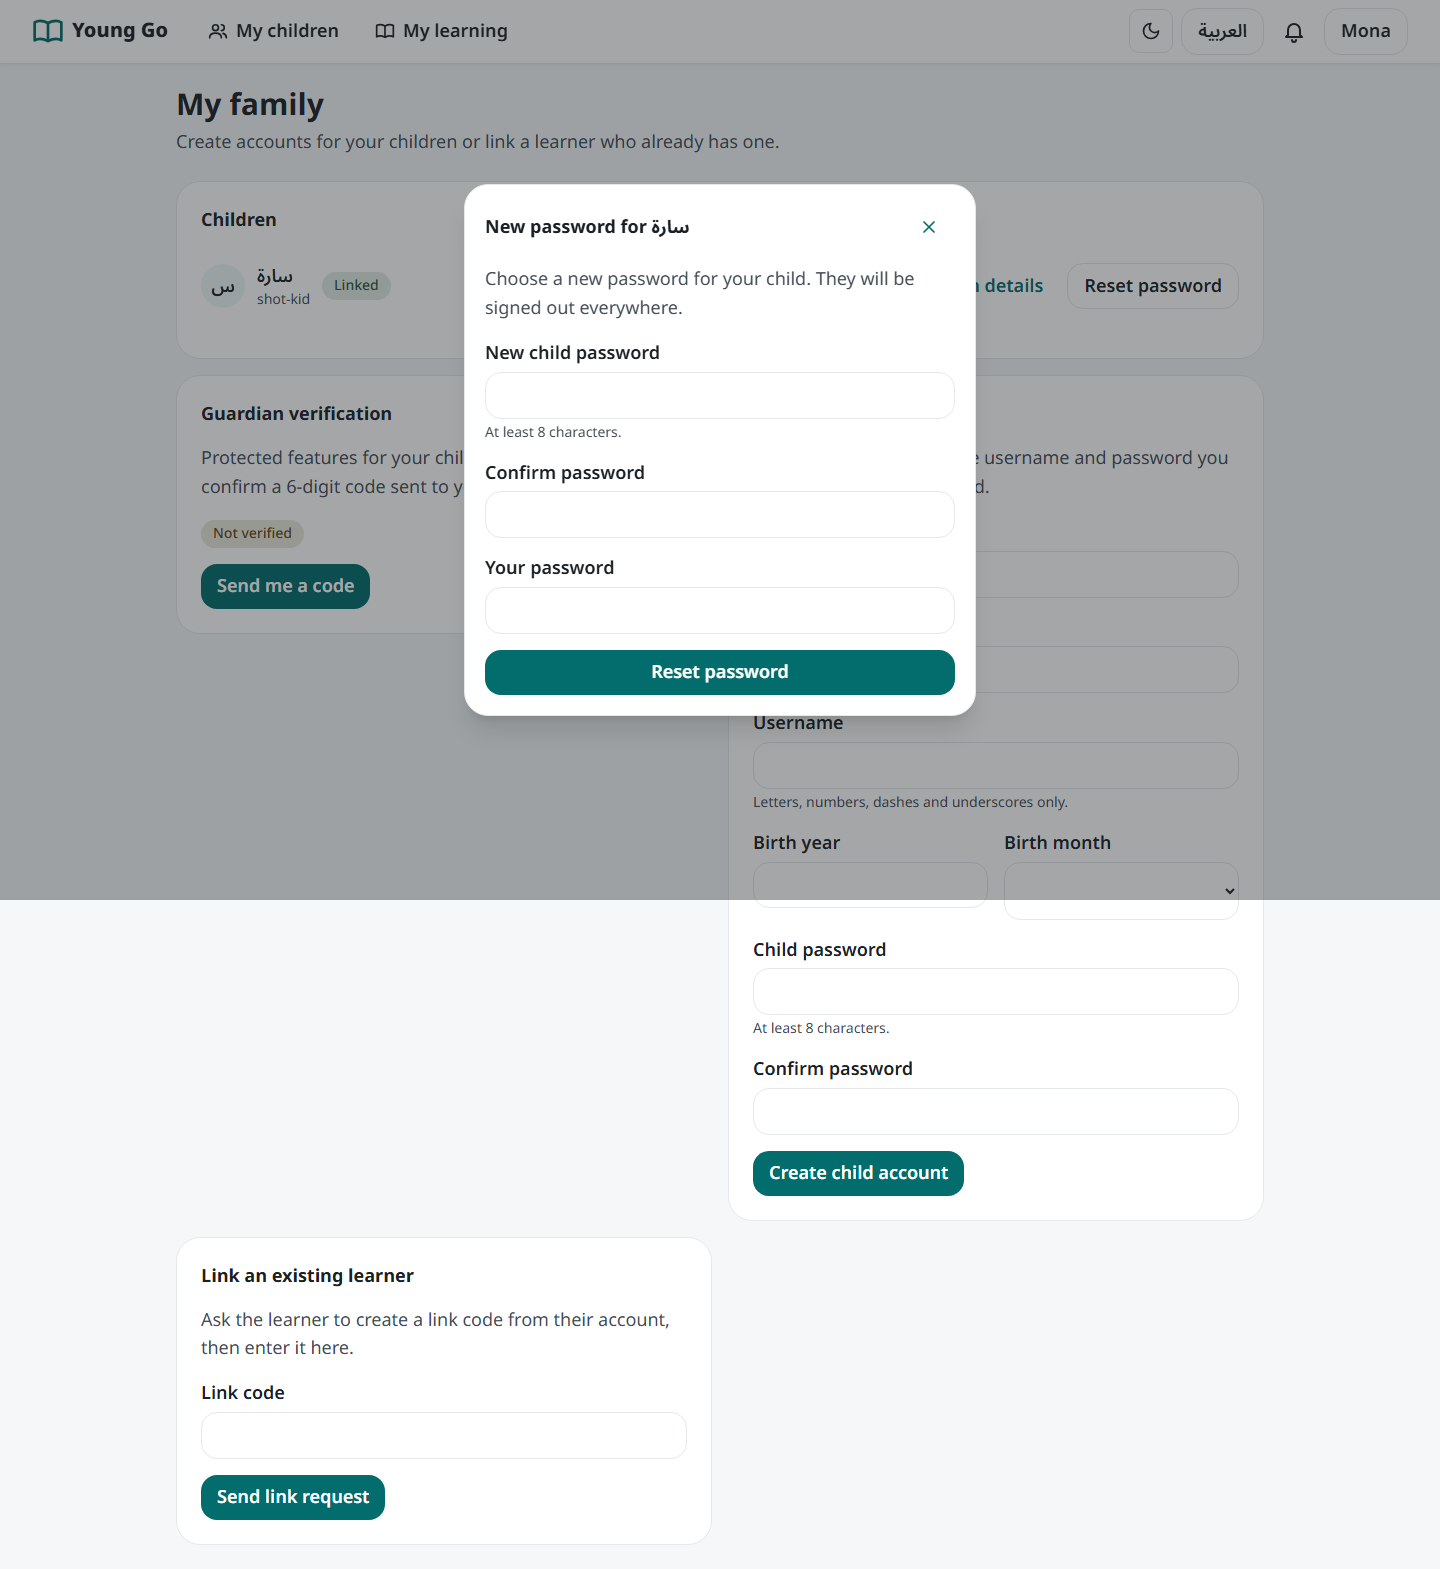 Young Go
My children
My learning
العربية
Mona
My family
Create accounts for your children or link a learner who already has one.
Children
س
سارة
shot-kid
Linked
details
Reset password
New password for سارة
Choose a new password for your child. They will be
signed out everywhere.
New child password
At least 8 characters.
Confirm password
Your password
Reset password
Guardian verification
Protected features for your
confirm a 6-digit code sent to
Not verified
Send me a code
username and password you
Username
Letters, numbers, dashes and underscores only.
Birth year
Birth month
Child password
At least 8 characters.
Confirm password
Create child account
Link an existing learner
Ask the learner to create a link code from their account,
then enter it here.
Link code
Send link request